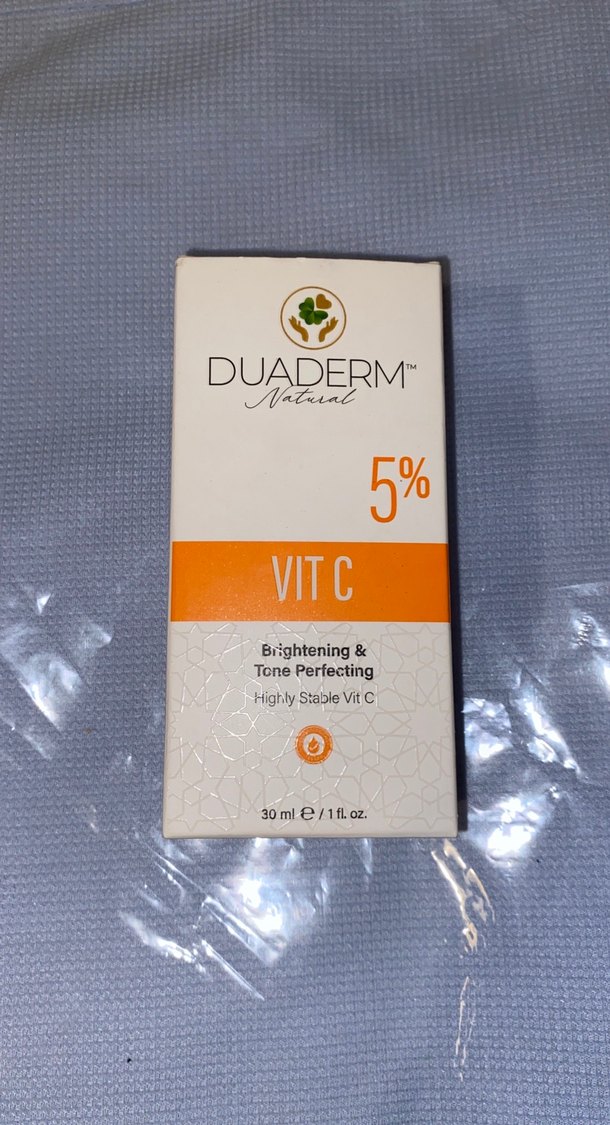 DUADERM™
Natural
5%
VIT C
Brightening &
Tone Perfecting
Highly Stable Vit C
30 ml ℮ / 1 fl. oz.